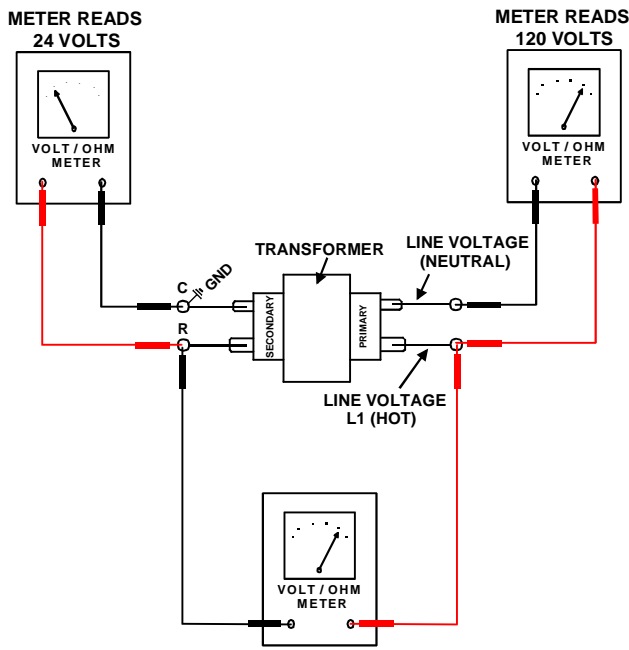 METER READS
24 VOLTS
METER READS
120 VOLTS
VOLT / OHM
METER
VOLT / OHM
METER
TRANSFORMER
LINE VOLTAGE
(NEUTRAL)
C
GND
R
SECONDARY
PRIMARY
LINE VOLTAGE
L1 (HOT)
VOLT / OHM
METER